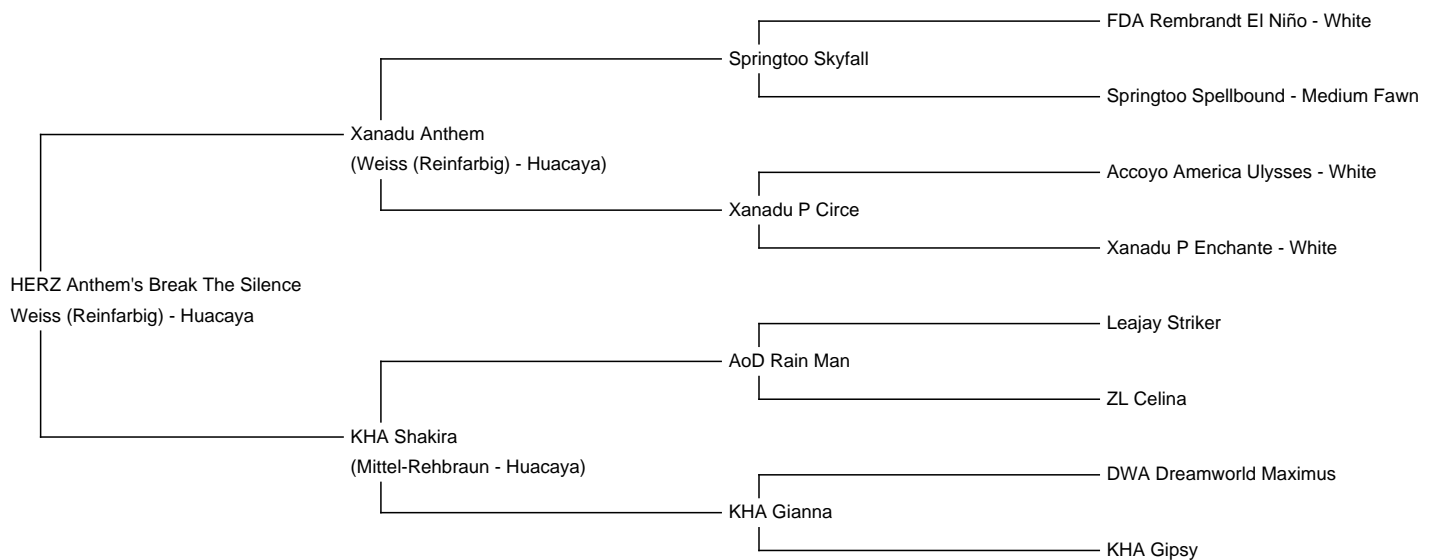 FDA Rembrandt El Niño - White
Springtoo Skyfall
Springtoo Spellbound - Medium Fawn
Xanadu Anthem
(Weiss (Reinfarbig) - Huacaya)
Accoyo America Ulysses - White
Xanadu P Circe
Xanadu P Enchante - White
HERZ Anthem's Break The Silence
Weiss (Reinfarbig) - Huacaya
Leajay Striker
AoD Rain Man
ZL Celina
KHA Shakira
(Mittel-Rehbraun - Huacaya)
DWA Dreamworld Maximus
KHA Gianna
KHA Gipsy